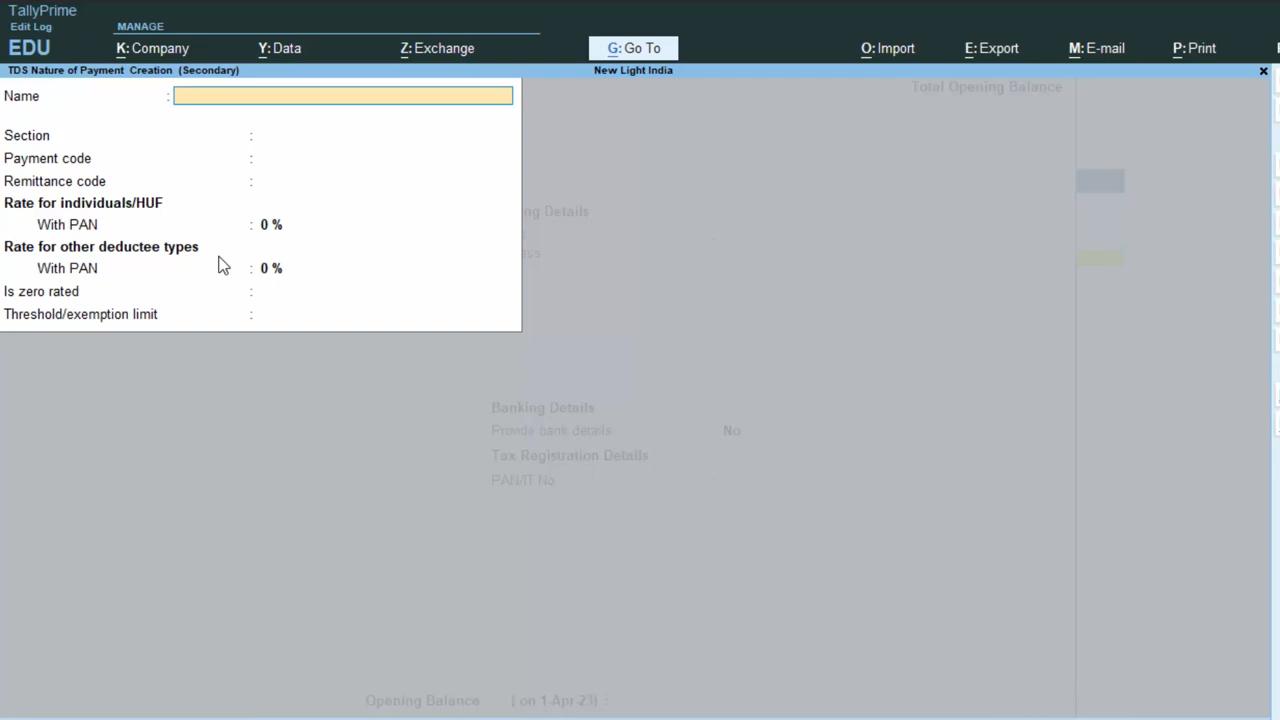 TallyPrime
Edit Log
MANAGE
EDU
K: Company
Y: Data
Z: Exchange
G: Go To
O: Import
E: Export
M: E-mail
P: Print
TDS Nature of Payment Creation (Secondary)
New Light India
Name :
Total Opening Balance
Section :
Payment code :
Remittance code :
Rate for individuals/HUF
ng Details
With PAN : 0 %
Rate for other deductee types
With PAN : 0 %
Is zero rated :
Threshold/exemption limit :
Banking Details
Provide bank details No
Tax Registration Details
PAN/IT No
Opening Balance ( on 1-Apr-23) :